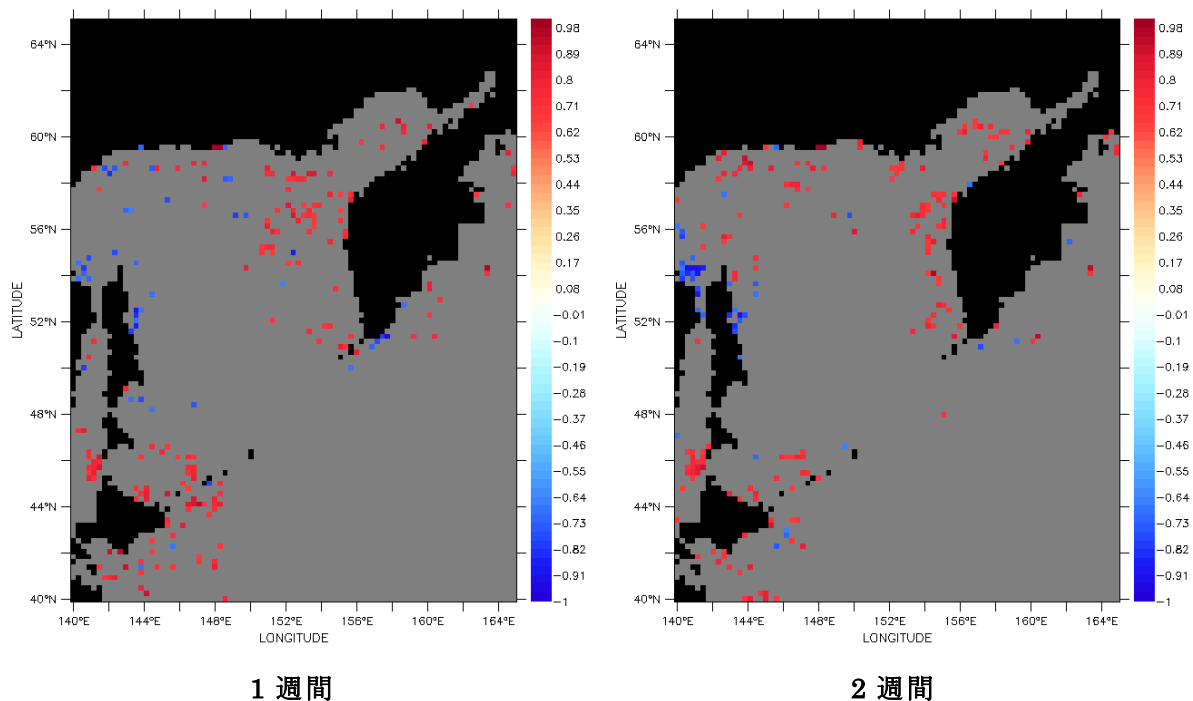 64°N
60°N
56°N
52°N
48°N
44°N
40°N
LATITUDE
140°E 144°E 148°E 152°E 156°E 160°E 164°E
LONGITUDE
0.98
0.89
0.8
0.71
0.62
0.53
0.44
0.35
0.26
0.17
0.08
-0.01
-0.1
-0.19
-0.28
-0.37
-0.46
-0.55
-0.64
-0.73
-0.82
-0.91
-1
1 週間
64°N
60°N
56°N
52°N
48°N
44°N
40°N
LATITUDE
140°E 144°E 148°E 152°E 156°E 160°E 164°E
LONGITUDE
0.98
0.89
0.8
0.71
0.62
0.53
0.44
0.35
0.26
0.17
0.08
-0.01
-0.1
-0.19
-0.28
-0.37
-0.46
-0.55
-0.64
-0.73
-0.82
-0.91
-1
2 週間